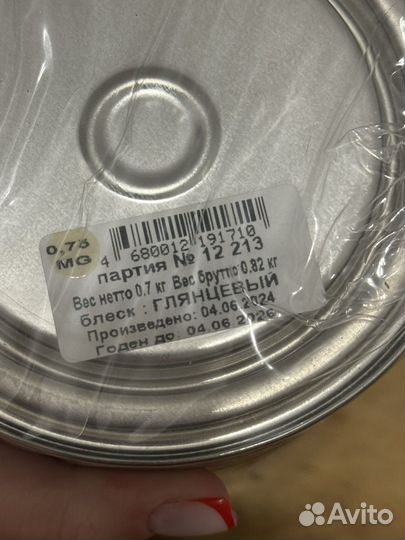 0,75
MG
4 680012 191710
партия № 12 213
Вес нетто 0.7 кг Вес брутто 0.82 кг
блеск : ГЛЯНЦЕВЫЙ
Произведено: 04.06.2024
Годен до 04.06.2026
Avito